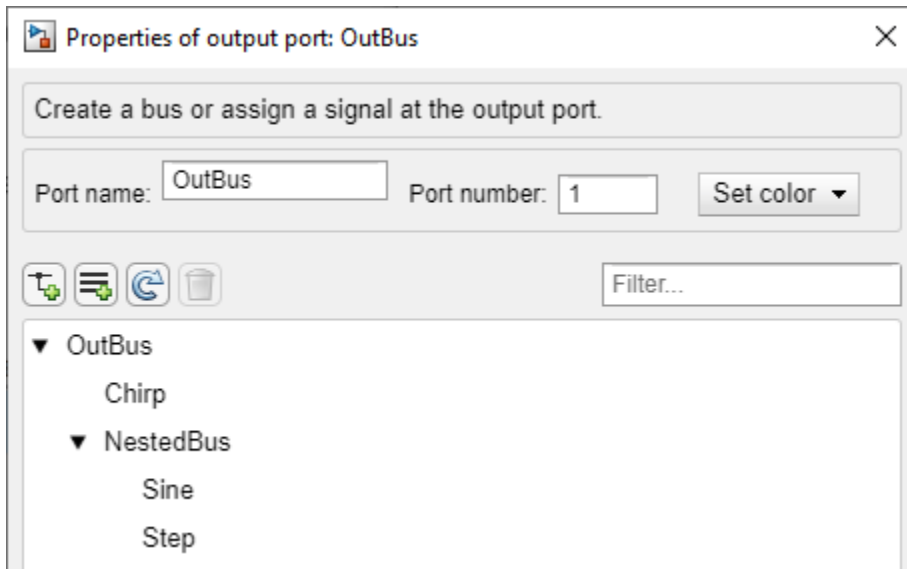 Properties of output port: OutBus
Create a bus or assign a signal at the output port.
Port name: OutBus Port number: 1 Set color
Filter...
OutBus
Chirp
NestedBus
Sine
Step